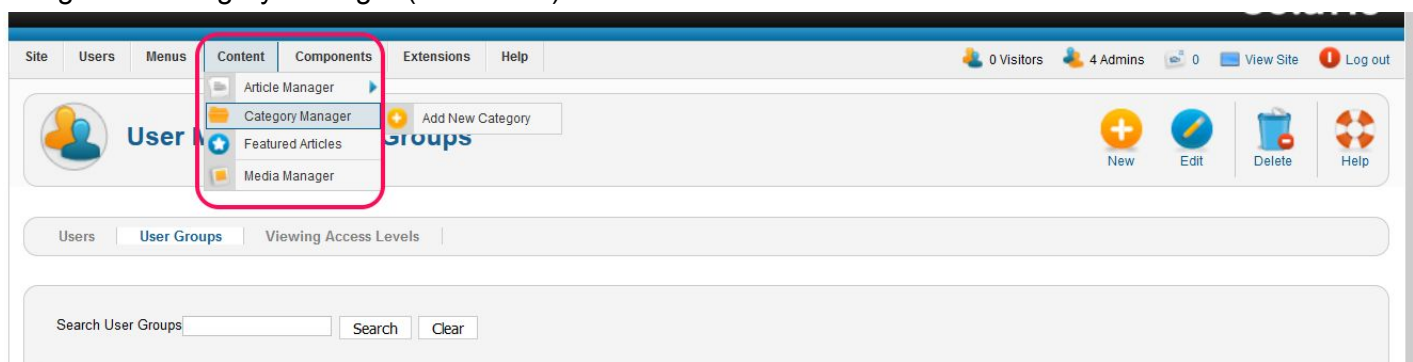 Site Users Menus Content Components Extensions Help 0 Visitors 4 Admins 0 View Site Log out
Article Manager
Category Manager Add New Category
User Groups
Featured Articles
New Edit Delete Help
Media Manager
Users User Groups Viewing Access Levels
Search User Groups Search Clear